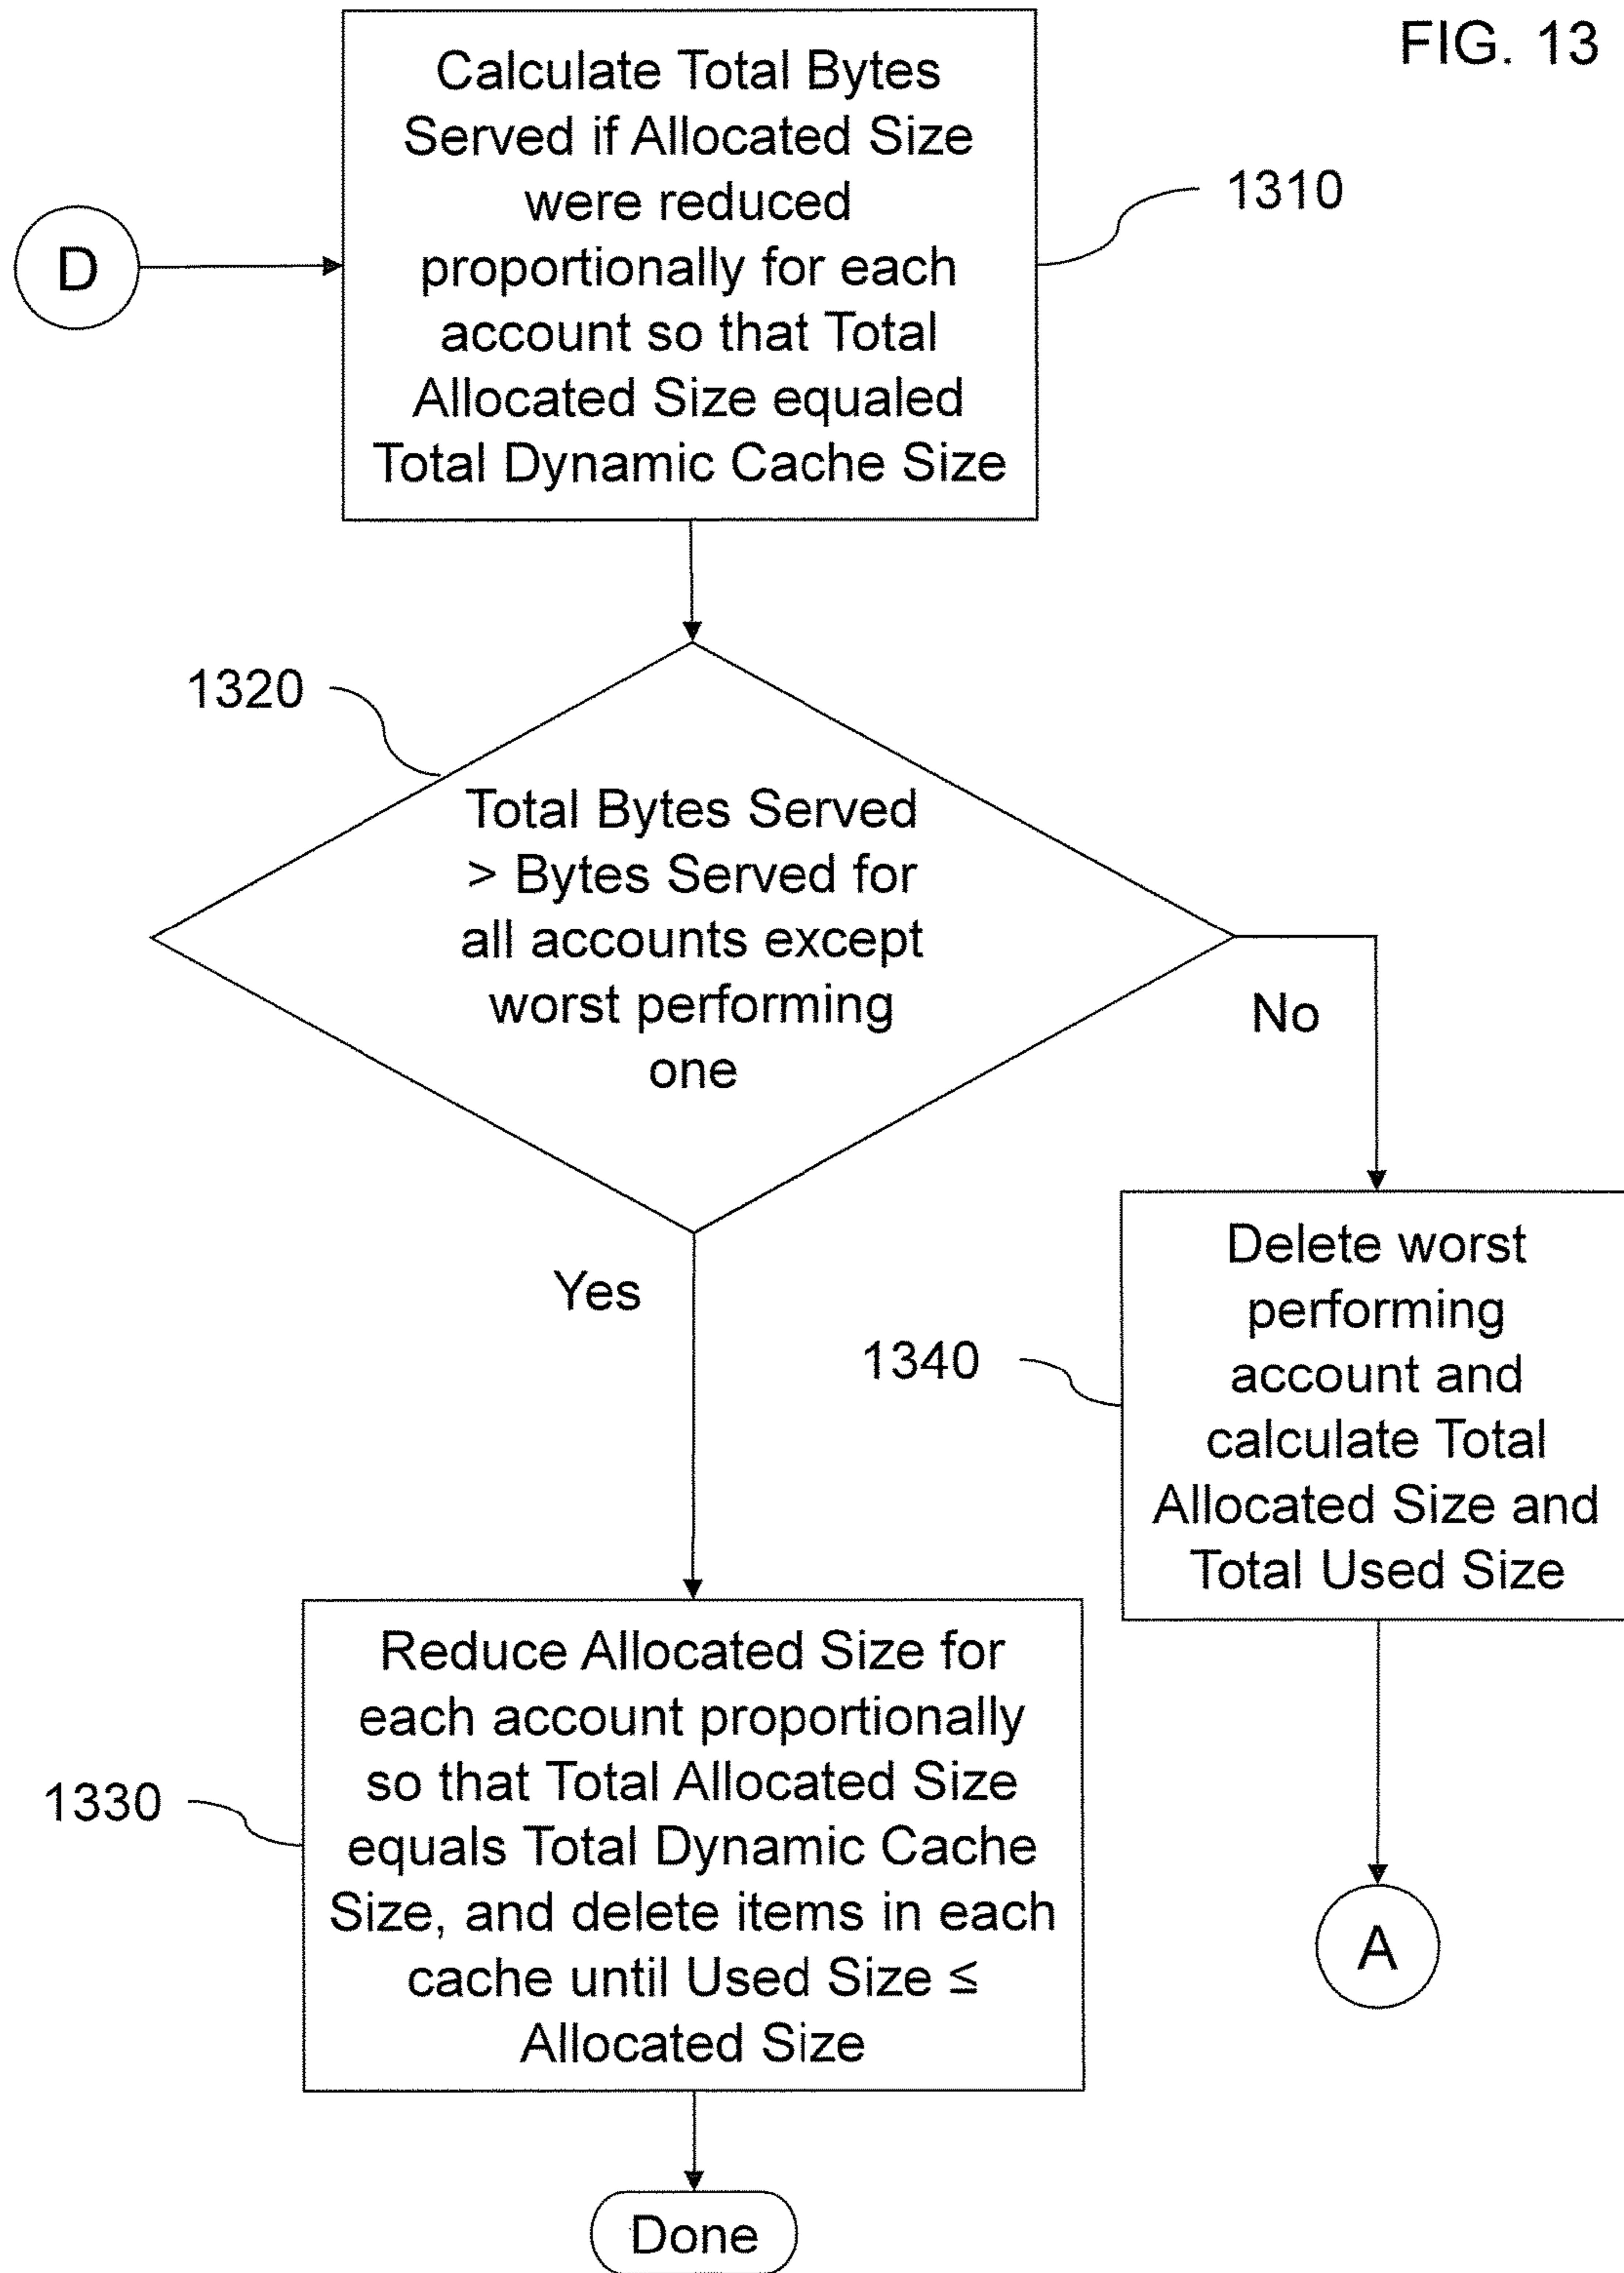 FIG. 13
Calculate Total Bytes
Served if Allocated Size
were reduced
proportionally for each
account so that Total
Allocated Size equaled
Total Dynamic Cache Size
1310
D
1320
Total Bytes Served
> Bytes Served for
all accounts except
worst performing
one
No
Yes
Delete worst
performing
account and
calculate Total
Allocated Size and
Total Used Size
1340
Reduce Allocated Size for
each account proportionally
so that Total Allocated Size
equals Total Dynamic Cache
Size, and delete items in each
cache until Used Size ≤
Allocated Size
1330
A
Done